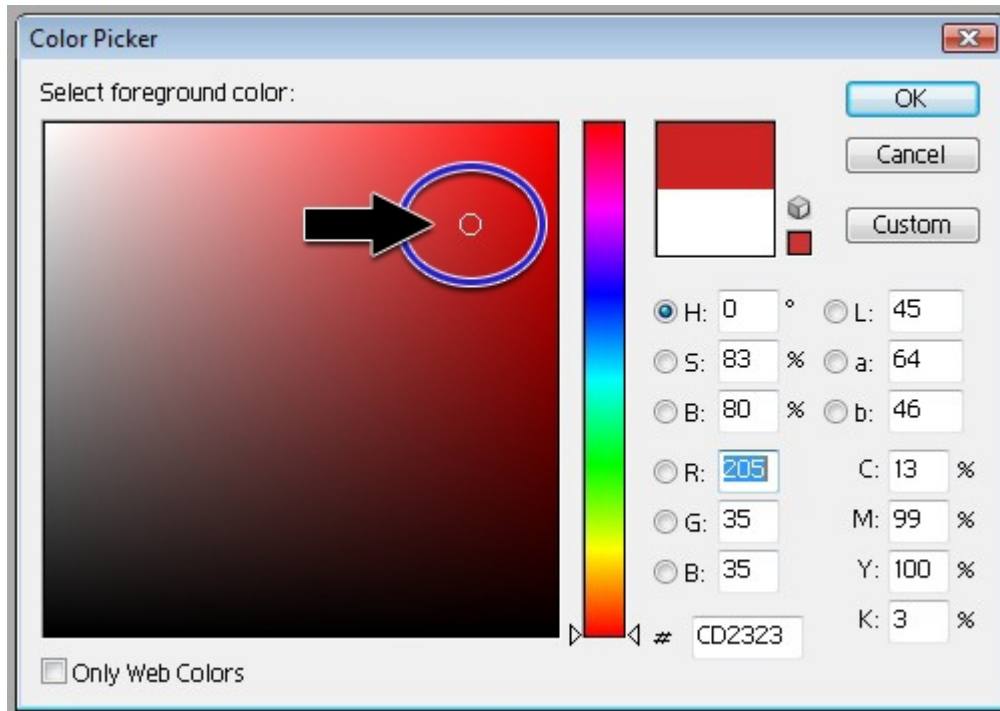 Color Picker
Select foreground color:
OK
Cancel
Custom
H: 0 ° L: 45
S: 83 % a: 64
B: 80 % b: 46
R: 205 C: 13 %
G: 35 M: 99 %
B: 35 Y: 100 %
# CD2323 K: 3 %
Only Web Colors